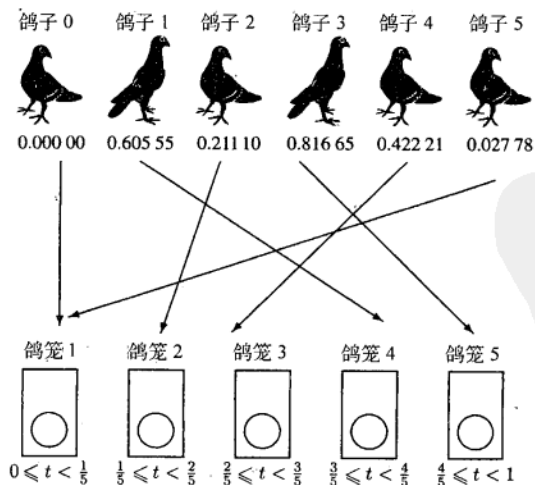 鸽子 0 鸽子 1 鸽子 2 鸽子 3 鸽子 4 鸽子 5
0.000 00 0.605 55 0.211 10 0.816 65 0.422 21 0.027 78
鸽笼 1 鸽笼 2 鸽笼 3 鸽笼 4 鸽笼 5
0 ⩽ t < 1/5 1/5 ⩽ t < 2/5 2/5 ⩽ t < 3/5 3/5 ⩽ t < 4/5 4/5 ⩽ t < 1